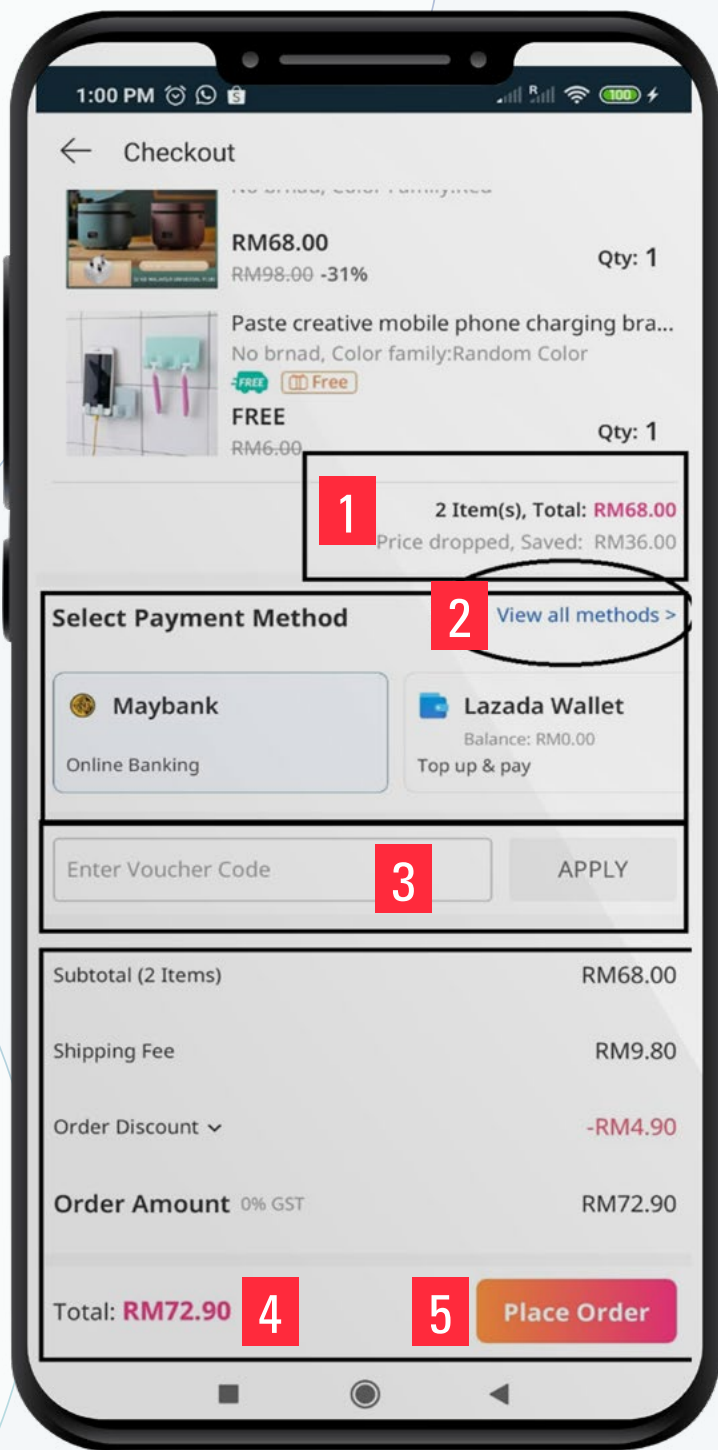 1:00 PM
100
Checkout
RM68.00
Qty: 1
RM98.00 -31%
Paste creative mobile phone charging bra...
No brnad, Color family:Random Color
FREE Free
FREE
Qty: 1
RM6.00
1
2 Item(s), Total: RM68.00
Price dropped, Saved: RM36.00
Select Payment Method
2
View all methods >
Maybank
Online Banking
Lazada Wallet
Balance: RM0.00
Top up & pay
Enter Voucher Code
3
APPLY
Subtotal (2 Items) RM68.00
Shipping Fee RM9.80
Order Discount -RM4.90
Order Amount 0% GST RM72.90
Total: RM72.90
4
5
Place Order